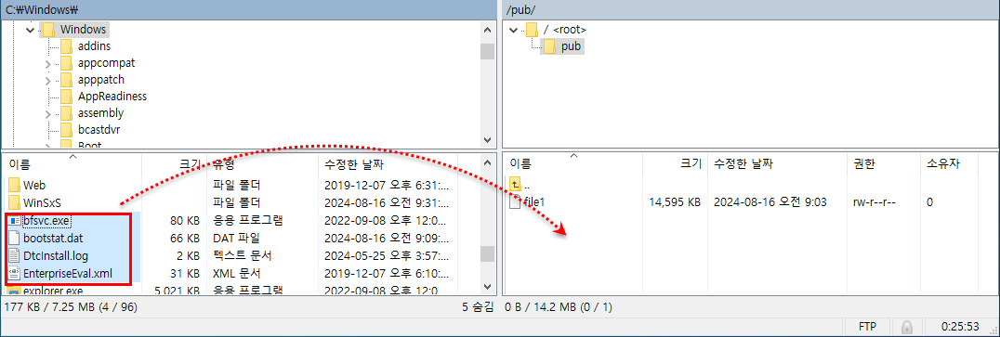 C:₩Windows₩
Windows
addins
appcompat
apppatch
AppReadiness
assembly
bcastdvr
Boot
이름 크기 유형 수정한 날짜
Web 파일 폴더 2019-12-07 오후 6:31:...
WinSxS 파일 폴더 2024-08-16 오전 9:31:...
bfsvc.exe 80 KB 응용 프로그램 2022-09-08 오후 12:0...
bootstat.dat 66 KB DAT 파일 2024-08-16 오전 9:09:...
DtcInstall.log 2 KB 텍스트 문서 2024-05-25 오후 3:57:...
EnterpriseEval.xml 31 KB XML 문서 2019-12-07 오후 6:10:...
explorer.exe 5,021 KB 응용 프로그램 2022-09-08 오후 12:0
177 KB / 7.25 MB (4 / 96) 5 숨김
/pub/
/ <root>
pub
이름 크기 수정한 날짜 권한 소유자
..
file1 14,595 KB 2024-08-16 오전 9:03 rw-r--r-- 0
0 B / 14.2 MB (0 / 1)
FTP 0:25:53